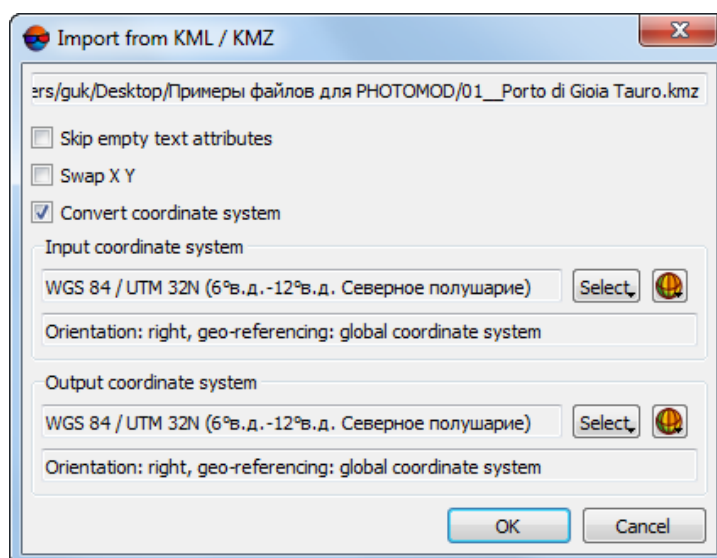 Import from KML / KMZ
ers/guk/Desktop/Примеры файлов для PHOTOMOD/01__Porto di Gioia Tauro.kmz
Skip empty text attributes
Swap X Y
Convert coordinate system
Input coordinate system
WGS 84 / UTM 32N (6°в.д.-12°в.д. Северное полушарие) Select
Orientation: right, geo-referencing: global coordinate system
Output coordinate system
WGS 84 / UTM 32N (6°в.д.-12°в.д. Северное полушарие) Select
Orientation: right, geo-referencing: global coordinate system
OK Cancel